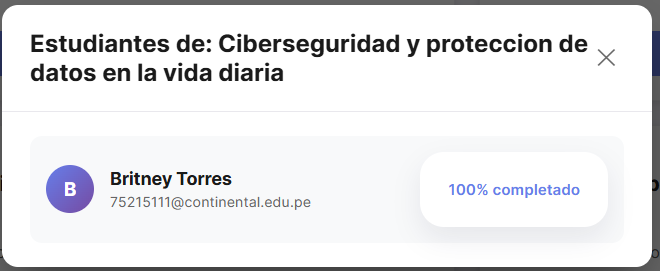 Estudiantes de: Ciberseguridad y proteccion de
datos en la vida diaria
B
Britney Torres
75215111@continental.edu.pe
100% completado